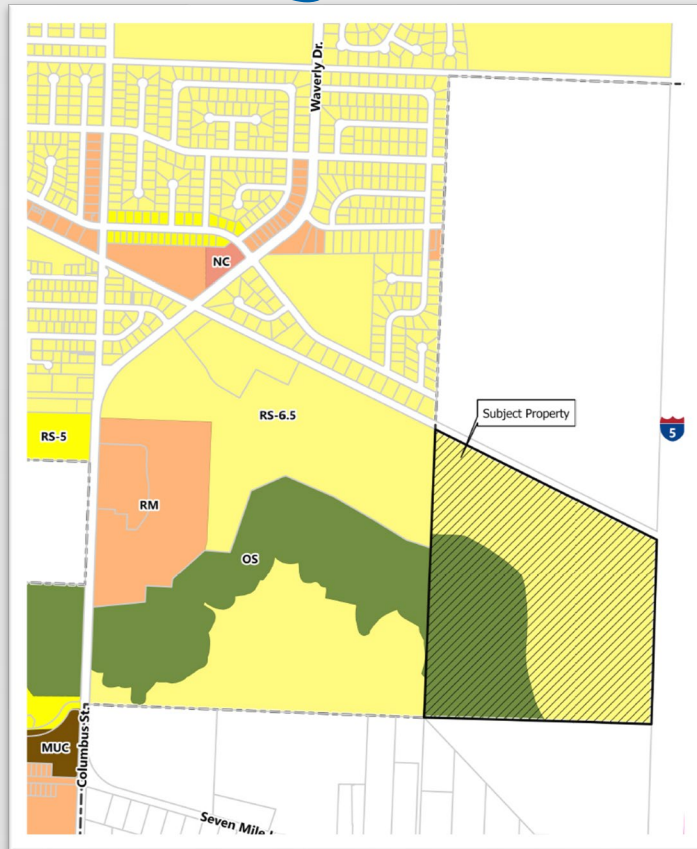 Waverly Dr.
NC
Subject Property
5
RS-6.5
RS-5
RM
OS
MUC
Columbus St.
Seven Mile